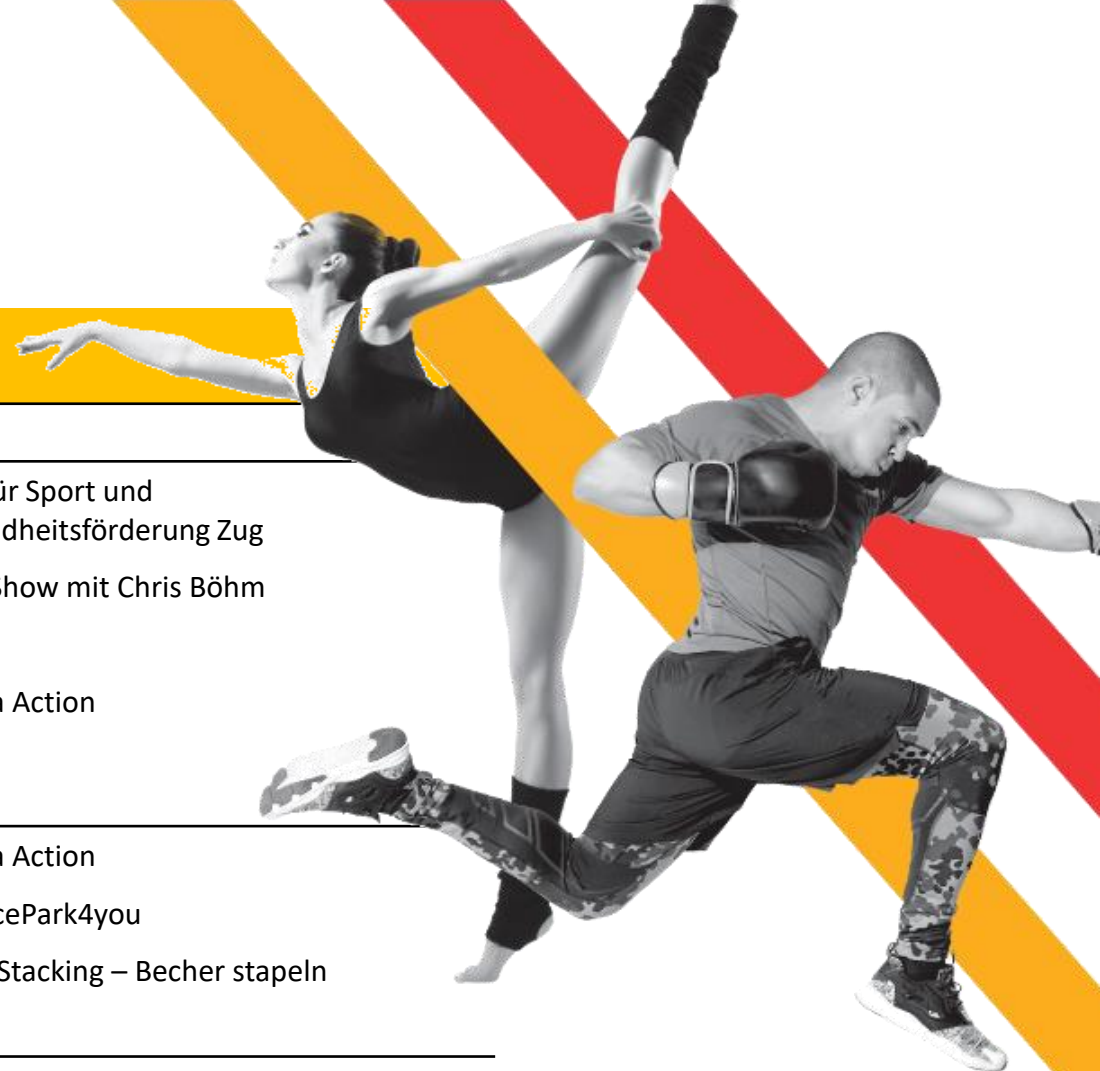 ür Sport und
dheitsförderung Zug
Show mit Chris Böhm
n Action
n Action
cePark4you
Stacking – Becher stapeln